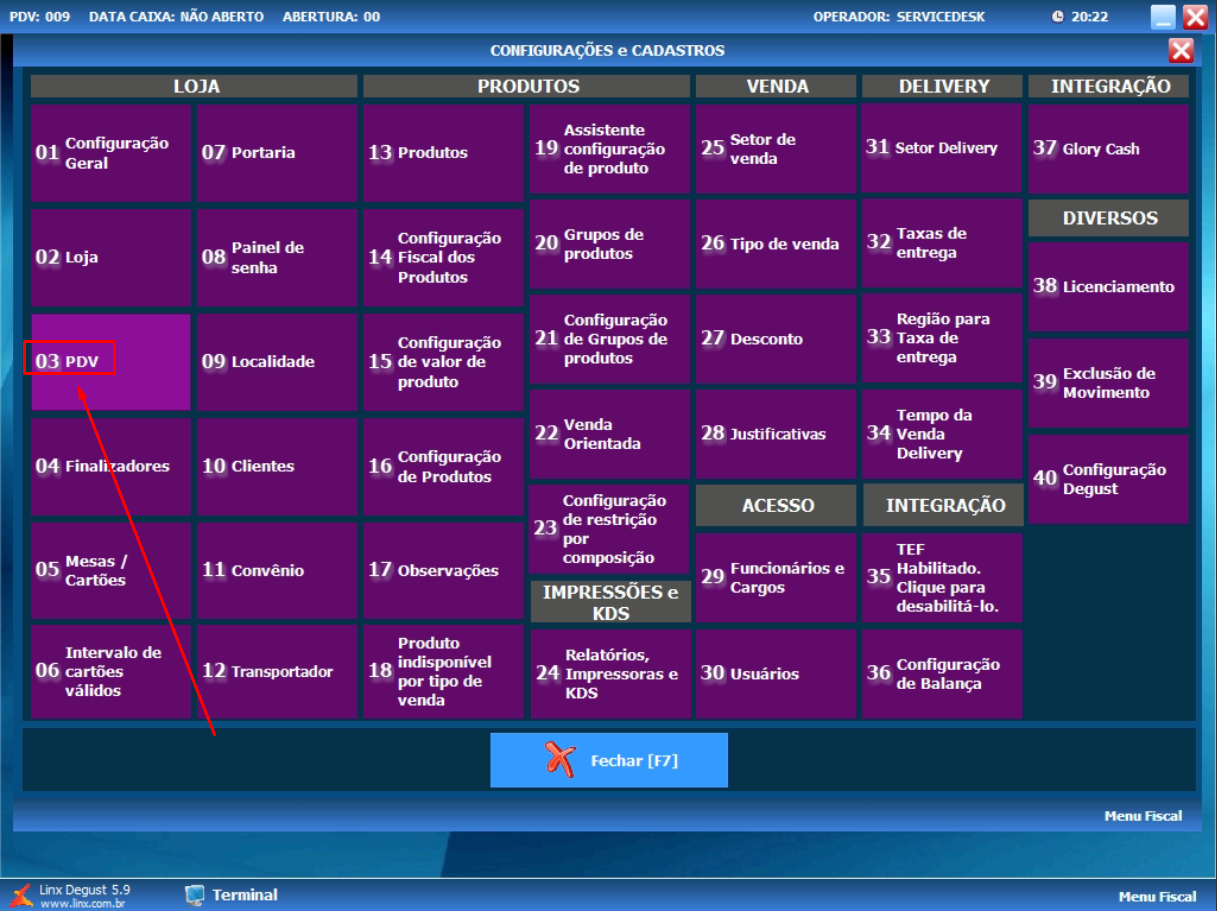 PDV: 009 DATA CAIXA: NÃO ABERTO ABERTURA: 00 OPERADOR: SERVICEDESK 20:22
CONFIGURAÇÕES e CADASTROS
LOJA
01 Configuração
Geral
02 Loja
03 PDV
04 Finalizadores
05 Mesas /
Cartões
06 Intervalo de
cartões
válidos
07 Portaria
08 Painel de
senha
09 Localidade
10 Clientes
11 Convênio
12 Transportador
PRODUTOS
13 Produtos
14 Configuração
Fiscal dos
Produtos
15 Configuração
de valor de
produto
16 Configuração
de Produtos
17 Observações
18 Produto
indisponível
por tipo de
venda
19 Assistente
configuração
de produto
20 Grupos de
produtos
21 Configuração
de Grupos de
produtos
22 Venda
Orientada
23 Configuração
de restrição
por
composição
IMPRESSÕES e
KDS
24 Relatórios,
Impressoras e
KDS
VENDA
25 Setor de
venda
26 Tipo de venda
27 Desconto
28 Justificativas
ACESSO
29 Funcionários e
Cargos
30 Usuários
DELIVERY
31 Setor Delivery
32 Taxas de
entrega
33 Região para
Taxa de
entrega
34 Tempo da
Venda
Delivery
INTEGRAÇÃO
35 TEF
Habilitado.
Clique para
desabilitá-lo.
36 Configuração
de Balança
INTEGRAÇÃO
37 Glory Cash
DIVERSOS
38 Licenciamento
39 Exclusão de
Movimento
40 Configuração
Degust
Fechar [F7]
Menu Fiscal
Linx Degust 5.9
www.linx.com.br
Terminal
Menu Fiscal